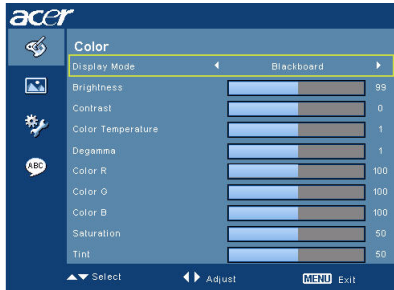 acer
Color
Display Mode Blackboard
Brightness 99
Contrast 0
Color Temperature 1
Degamma 1
ABC
Color R 100
Color G 100
Color B 100
Saturation 50
Tint 50
Select Adjust MENU Exit